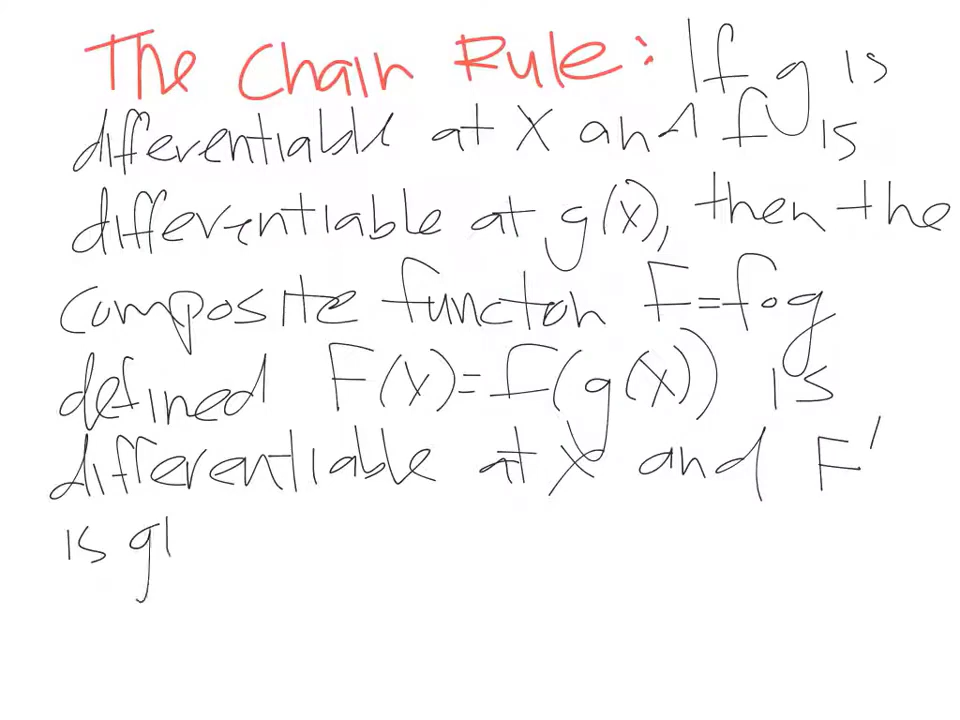 The Chain Rule: If g is
differentiable at x and f is
differentiable at g(x), then the
composite functon F=f∘g
defined F(x)=f(g(x)) is
differentiable at x and F'
is gi